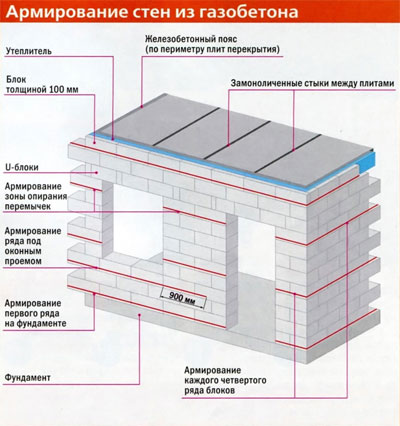 Армирование стен из газобетона
Железобетонный пояс
(по периметру плит перекрытия)
Утеплитель
Блок
толщиной 100 мм
Замоноличенные стыки между плитами
U-блоки
Армирование
зоны опирания
перемычек
Армирование
ряда под
оконным
проемом
900 мм
Армирование
первого ряда
на фундаменте
Фундамент
Армирование
каждого четвертого
ряда блоков